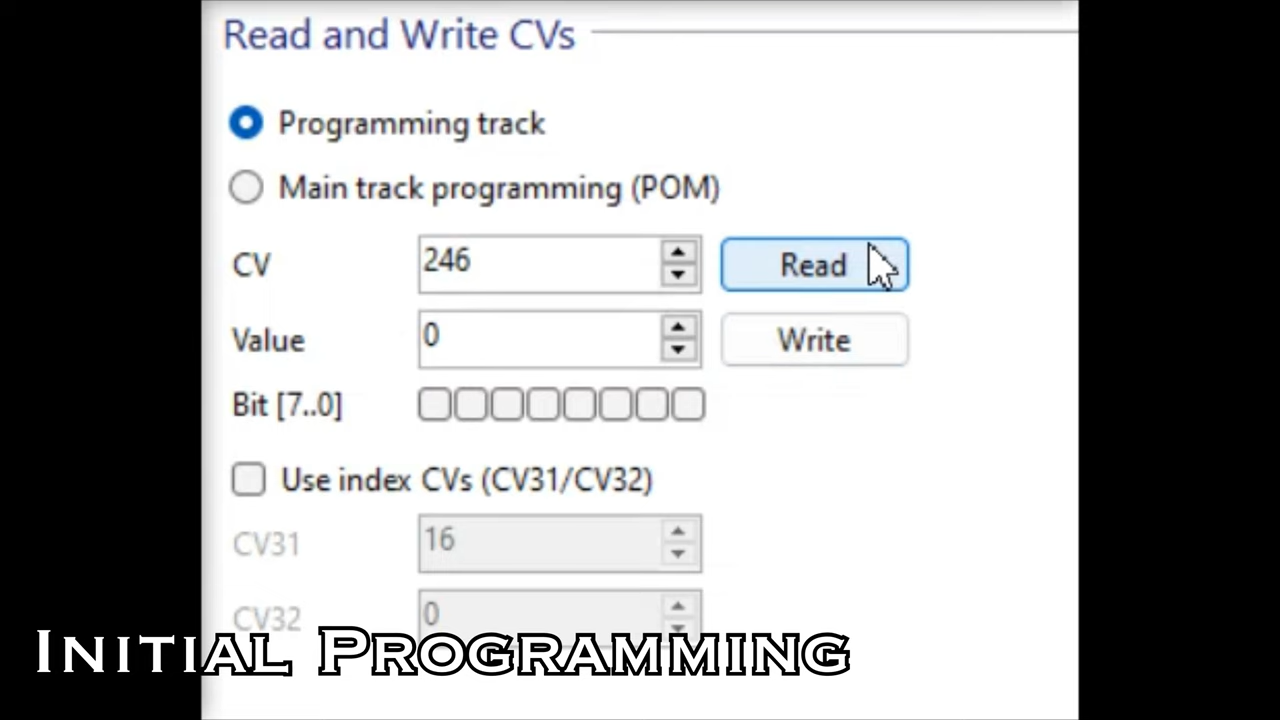 Read and Write CVs
Programming track
Main track programming (POM)
CV 246 Read
Value 0 Write
Bit [7..0]
Use index CVs (CV31/CV32)
CV31 16
CV32 0
Initial Programming